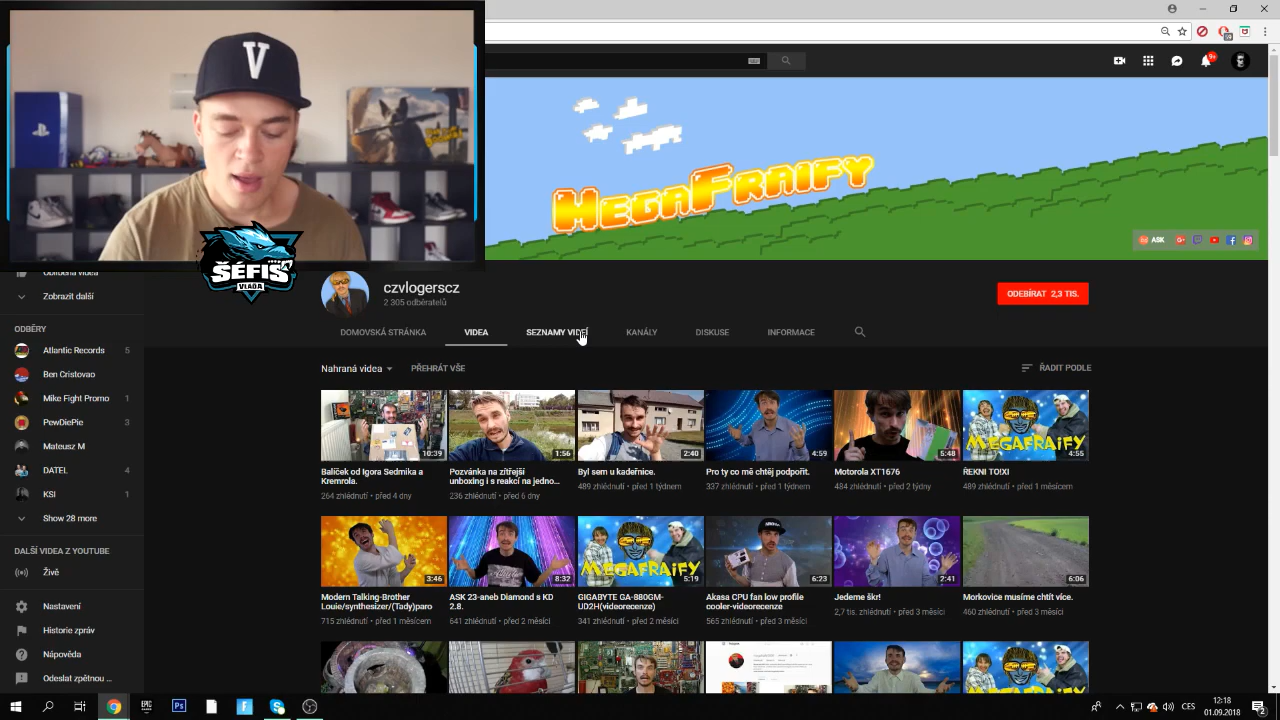 V
ŠÉFIS
VLÁĎA
9+
MEGAFRAIFY
ASK
Oblíbená videa
Zobrazit další
ODBĚRY
Atlantic Records 5
Ben Cristovao
Mike Fight Promo 1
PewDiePie 3
Mateusz M
DATEL 4
KSI 1
Show 28 more
DALŠÍ VIDEA Z YOUTUBE
Živě
Nastavení
Historie zpráv
Nápověda
Odeslat zpětnou ...
czvlogerscz
2 305 odběratelů
ODEBÍRAT 2,3 TIS.
DOMOVSKÁ STRÁNKA VIDEA SEZNAMY VIDEÍ KANÁLY DISKUSE INFORMACE
Nahraná videa PŘEHRÁT VŠE ŘADIT PODLE
10:39 1:56 2:40 4:59 5:48 MEGAFRAIFY 4:55
Balíček od Igora Sedmika a
Kremrola.
264 zhlédnutí • před 4 dny
Pozvánka na zítřejší
unboxing i s reakcí na jedno...
236 zhlédnutí • před 6 dny
Byl sem u kadeřnice.
489 zhlédnutí • před 1 týdnem
Pro ty co mě chtěj podpořit.
337 zhlédnutí • před 1 týdnem
Motorola XT1676
484 zhlédnutí • před 2 týdny
ŘEKNI TO!XI
489 zhlédnutí • před 1 měsícem
3:46 8:32 MEGAFRAIFY 5:19 6:23 2:41 6:06
Modern Talking-Brother
Louie/synthesizer/(Tady)paro
715 zhlédnutí • před 1 měsícem
ASK 23-aneb Diamond s KD
2.8.
641 zhlédnutí • před 2 měsíci
GIGABYTE GA-880GM-
UD2H(videorecenze)
341 zhlédnutí • před 2 měsíci
Akasa CPU fan low profile
cooler-videorecenze
565 zhlédnutí • před 3 měsíci
Jedeme škr!
2,7 tis. zhlédnutí • před 3 měsíci
Morkovice musíme chtít více.
460 zhlédnutí • před 3 měsíci
MEGAFRAIFY
EPIC
GAMES
Ps
CES
12:18
01.09.2018
2